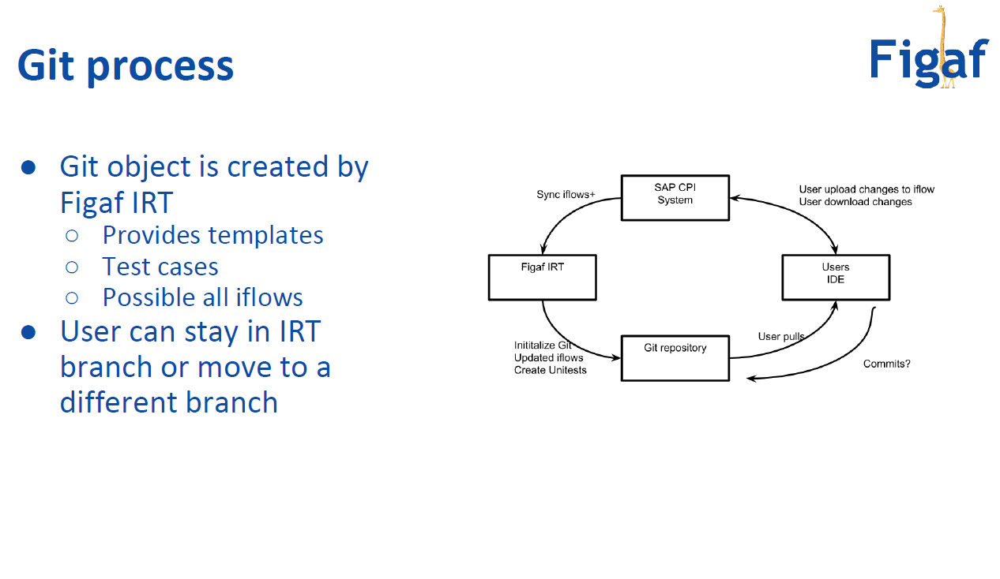 Git process
Figaf
● Git object is created by
Figaf IRT
○ Provides templates
○ Test cases
○ Possible all iflows
● User can stay in IRT
branch or move to a
different branch
Sync iflows+
SAP CPI
System
User upload changes to iflow
User download changes
Figaf IRT
Users
IDE
Inititalize Git
Updated iflows
Create Unitests
Git repository
User pulls
Commits?